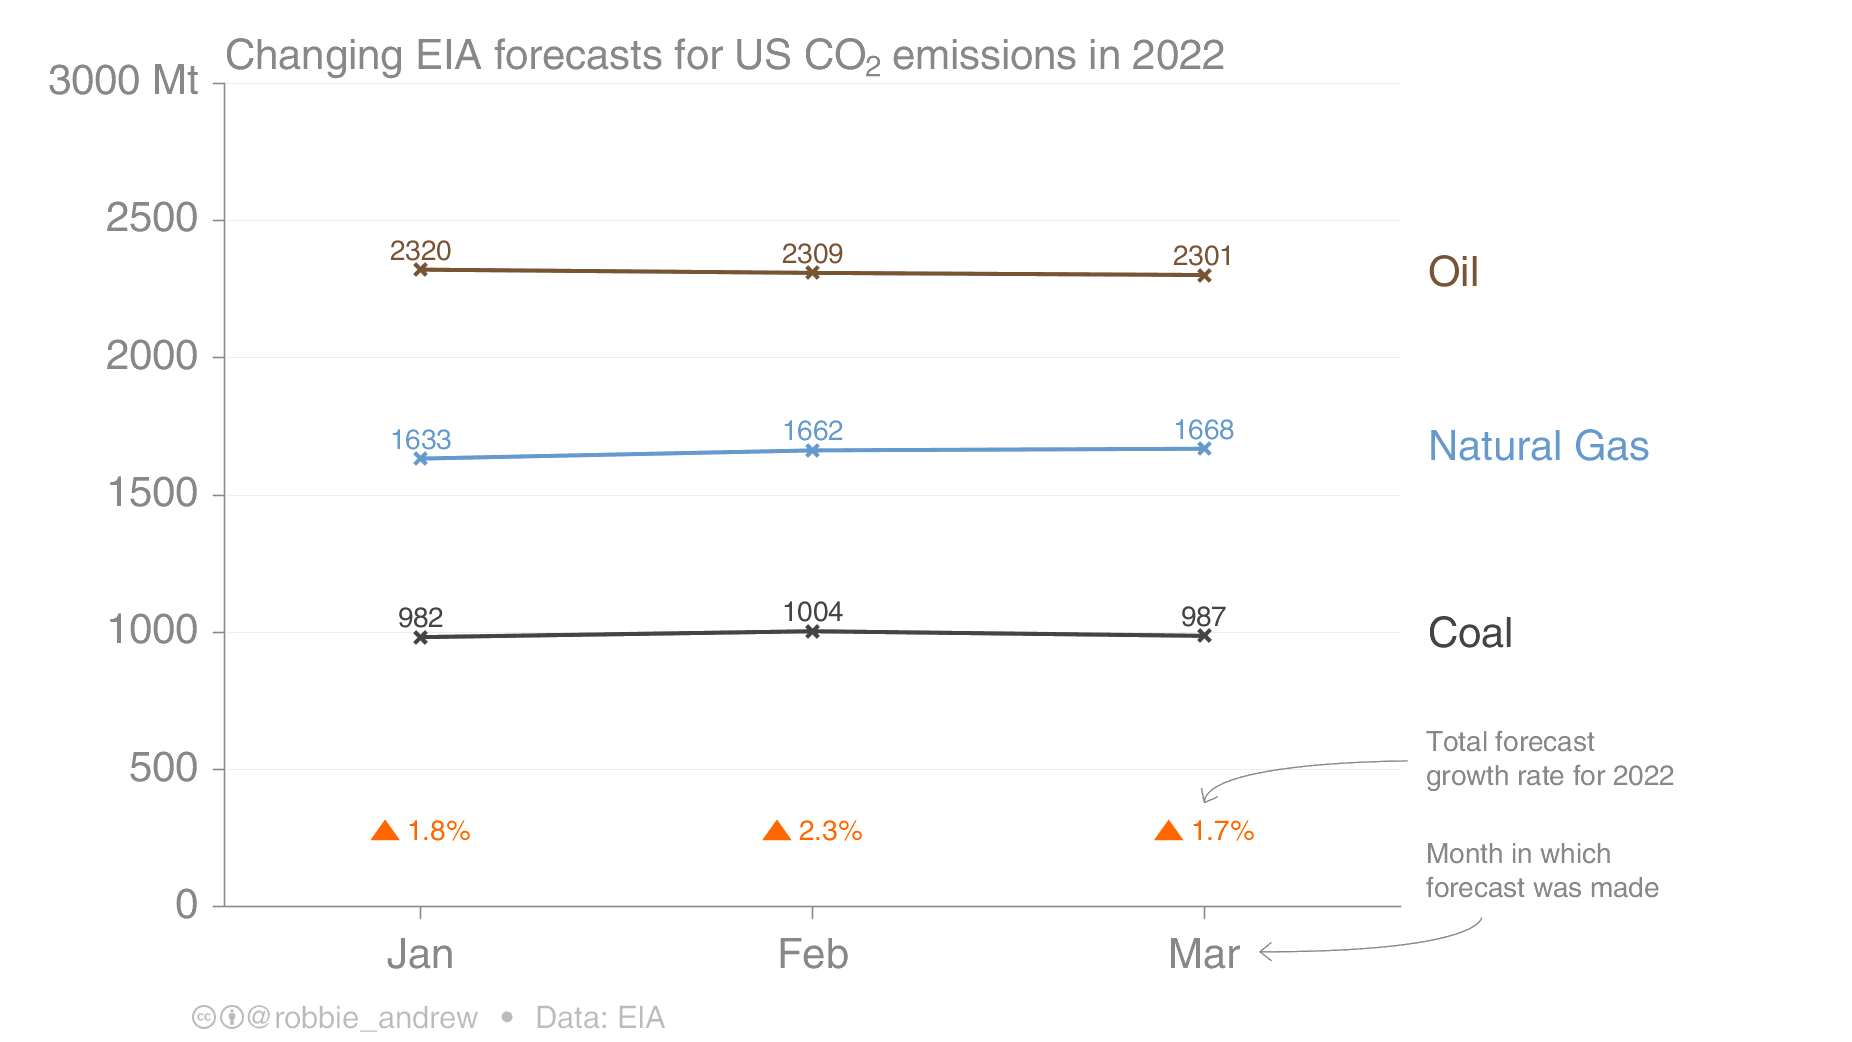 Changing EIA forecasts for US CO₂ emissions in 2022
3000 Mt
2500
2320
2309
2301
Oil
2000
1633
1662
1668
Natural Gas
1500
982
1004
987
1000
Coal
Total forecast
growth rate for 2022
500
1.8%
2.3%
1.7%
Month in which
forecast was made
0
Jan
Feb
Mar
cc @robbie_andrew • Data: EIA